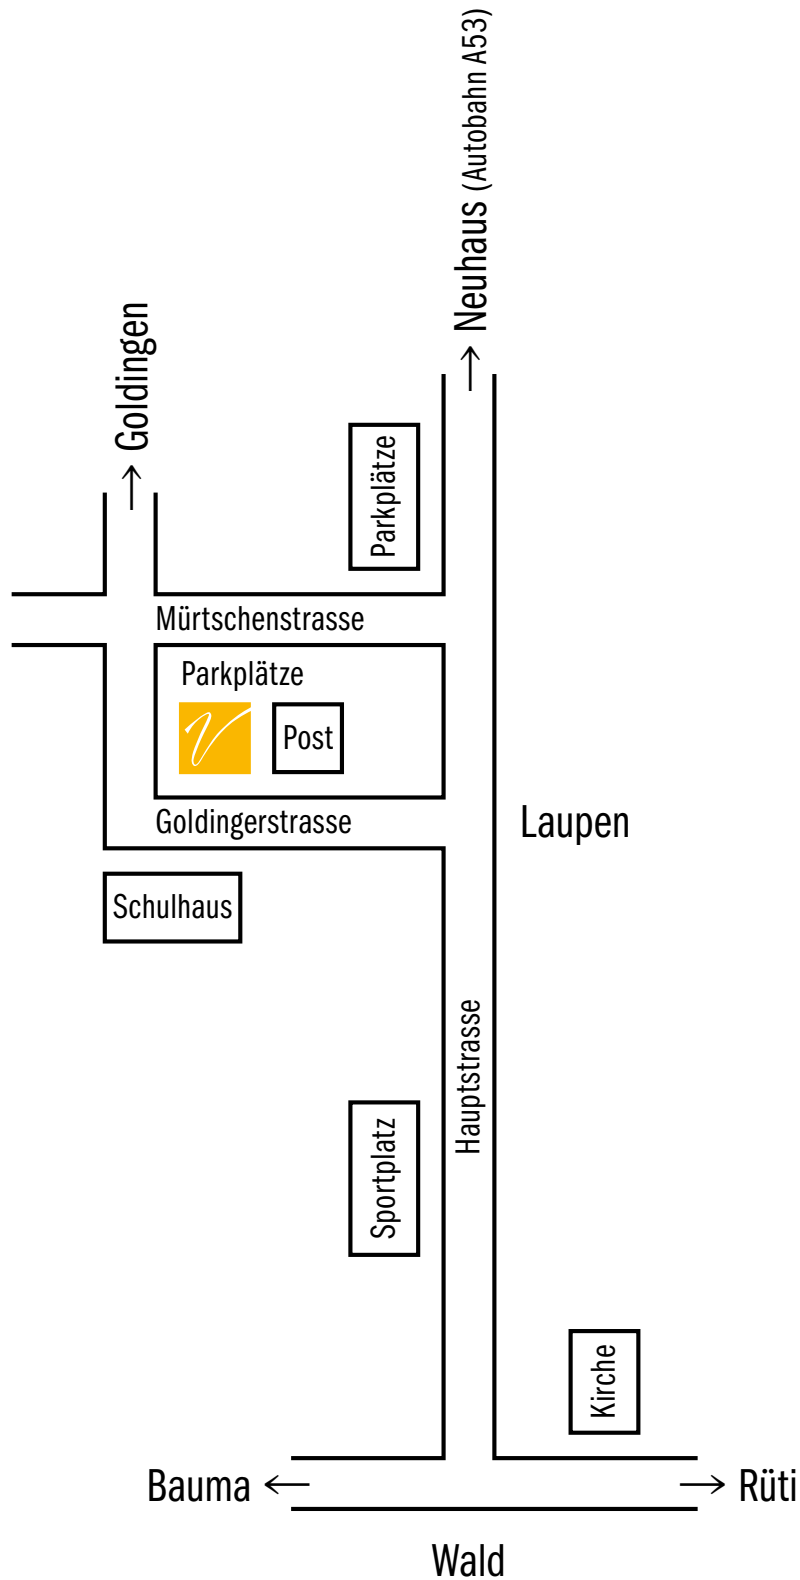 Neuhaus (Autobahn A53)
Goldingen
Parkplätze
Mürtschenstrasse
Parkplätze
V
Post
Goldingerstrasse
Laupen
Schulhaus
Hauptstrasse
Sportplatz
Kirche
Bauma
Rüti
Wald